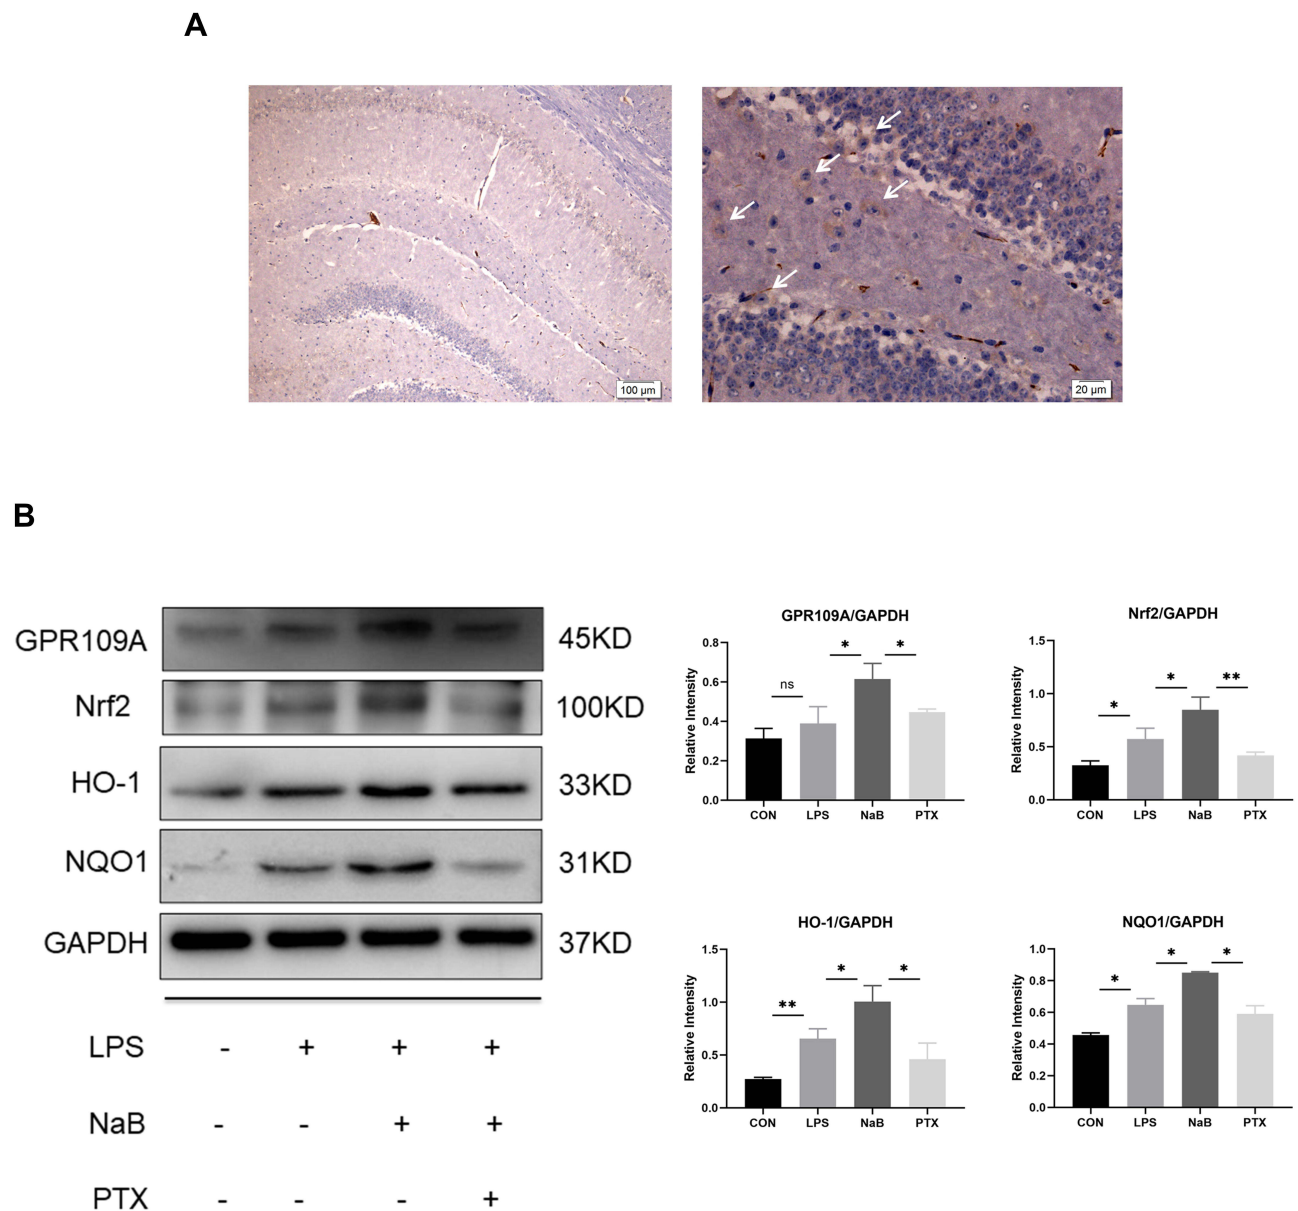 A
100 μm
20 μm
B
GPR109A 45KD
Nrf2 100KD
HO-1 33KD
NQO1 31KD
GAPDH 37KD
LPS - + + +
NaB - - + +
PTX - - - +
GPR109A/GAPDH
Relative Intensity
0.8
0.6
0.4
0.2
0.0
ns
*
*
CON LPS NaB PTX
Nrf2/GAPDH
Relative Intensity
1.5
1.0
0.5
0.0
*
*
**
CON LPS NaB PTX
HO-1/GAPDH
Relative Intensity
1.5
1.0
0.5
0.0
**
*
*
CON LPS NaB PTX
NQO1/GAPDH
Relative Intensity
1.0
0.8
0.6
0.4
0.2
0.0
*
*
*
CON LPS NaB PTX